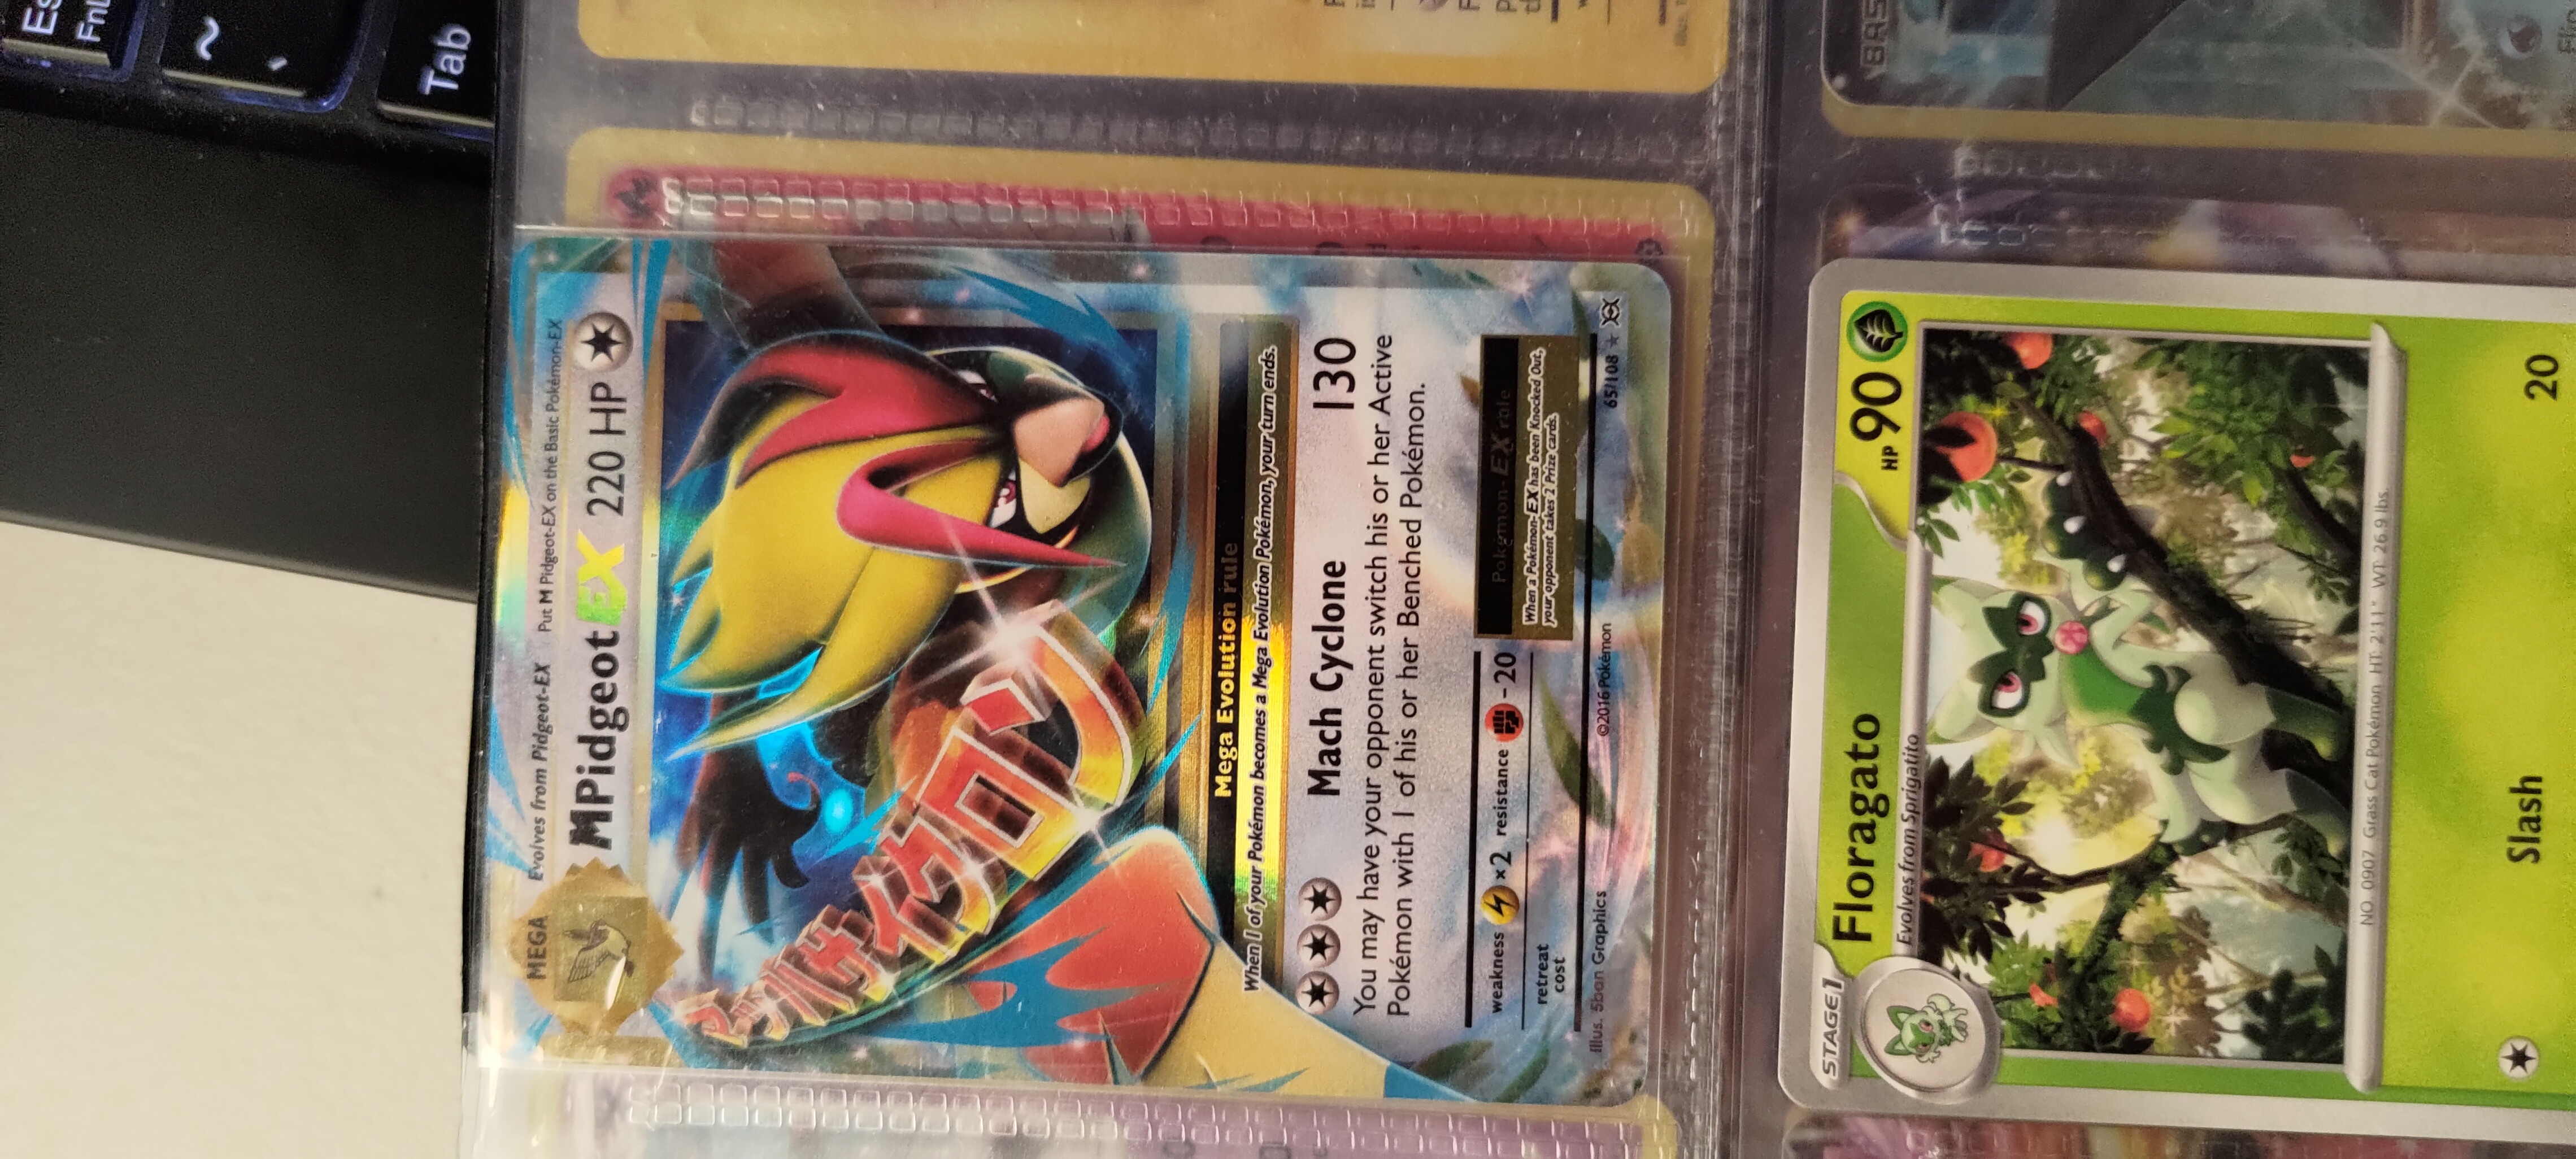 Es
FnL
~
`
Tab
MEGA
Evolves from Pidgeot-EX Put M Pidgeot-EX on the Basic Pokémon-EX
MPidgeot EX 220 HP
マッハサイクロン
Mega Evolution rule
When 1 of your Pokémon becomes a Mega Evolution Pokémon, your turn ends.
Mach Cyclone 130
You may have your opponent switch his or her Active
Pokémon with 1 of his or her Benched Pokémon.
weakness ×2 resistance -20
retreat
cost
Pokémon-EX rule
When a Pokémon-EX has been Knocked Out,
your opponent takes 2 Prize cards.
Illus. 5ban Graphics ©2016 Pokémon 65/108
STAGE 1
Floragato HP 90
Evolves from Sprigatito
NO. 0907 Grass Cat Pokémon HT: 2'11" WT: 26.9 lbs.
Slash 20
BAS
Flip